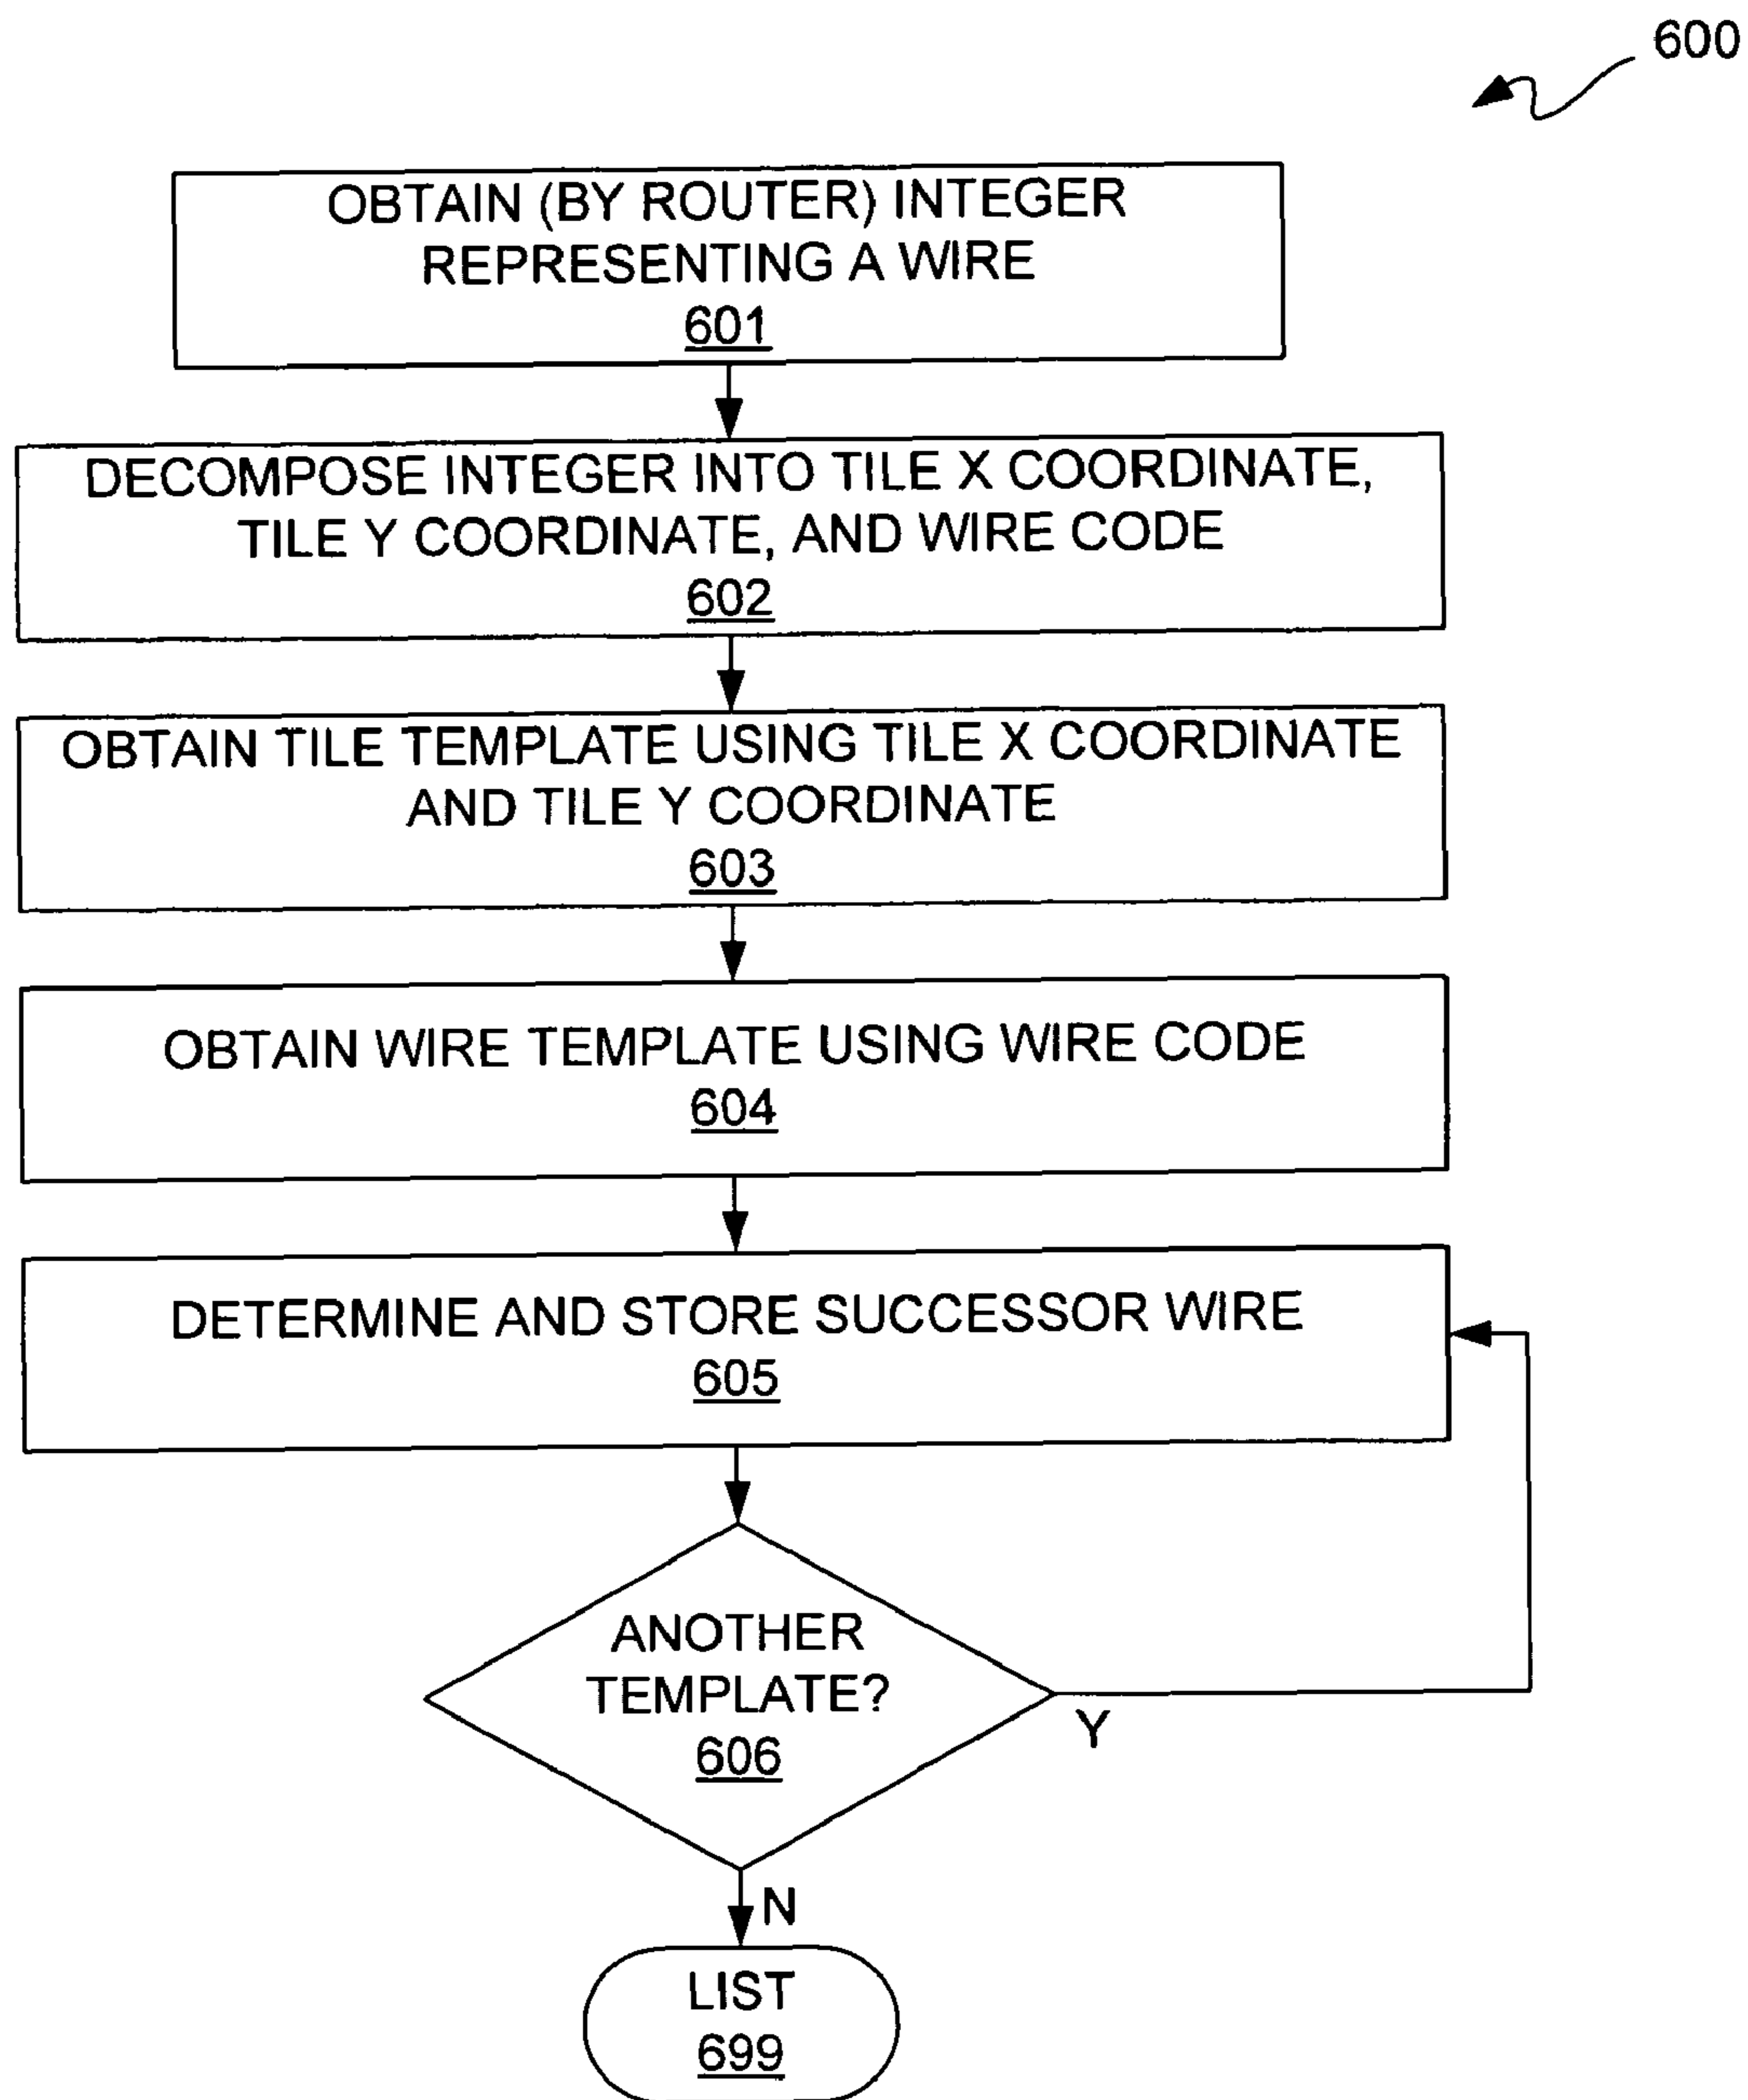 600
OBTAIN (BY ROUTER) INTEGER
REPRESENTING A WIRE
601
DECOMPOSE INTEGER INTO TILE X COORDINATE,
TILE Y COORDINATE, AND WIRE CODE
602
OBTAIN TILE TEMPLATE USING TILE X COORDINATE
AND TILE Y COORDINATE
603
OBTAIN WIRE TEMPLATE USING WIRE CODE
604
DETERMINE AND STORE SUCCESSOR WIRE
605
ANOTHER
TEMPLATE?
606
Y
N
LIST
699